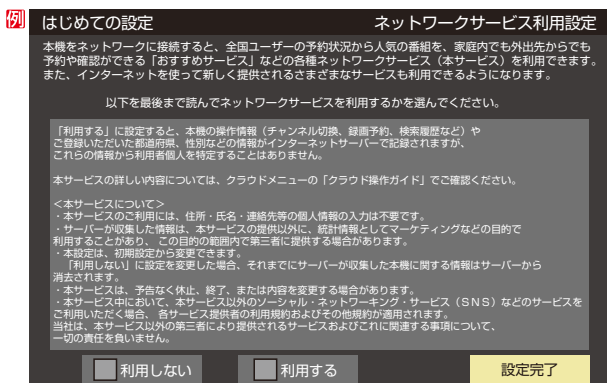 例
はじめての設定 ネットワークサービス利用設定
本機をネットワークに接続すると、全国ユーザーの予約状況から人気の番組を、家庭内でも外出先からでも
予約や確認ができる「おすすめサービス」などの各種ネットワークサービス（本サービス）を利用できます。
また、インターネットを使って新しく提供されるさまざまなサービスも利用できるようになります。
以下を最後まで読んでネットワークサービスを利用するかを選んでください。
「利用する」に設定すると、本機の操作情報（チャンネル切換、録画予約、検索履歴など）や
ご登録いただいた都道府県、性別などの情報がインターネットサーバーで記録されますが、
これらの情報から利用者個人を特定することはありません。
本サービスの詳しい内容については、クラウドメニューの「クラウド操作ガイド」でご確認ください。
＜本サービスについて＞
・本サービスのご利用には、住所・氏名・連絡先等の個人情報の入力は不要です。
・サーバーが収集した情報は、本サービスの提供以外に、統計情報としてマーケティングなどの目的で
利用することがあり、この目的の範囲内で第三者に提供する場合があります。
・本設定は、初期設定から変更できます。
「利用しない」に設定を変更した場合、それまでにサーバーが収集した本機に関する情報はサーバーから
消去されます。
・本サービスは、予告なく休止、終了、または内容を変更する場合があります。
・本サービス中において、本サービス以外のソーシャル・ネットワーキング・サービス（ＳＮＳ）などのサービスを
ご利用いただく場合、各サービス提供者の利用規約およびその他規約が適用されます。
当社は、本サービス以外の第三者により提供されるサービスおよびこれに関連する事項について、
一切の責任を負いません。
利用しない 利用する 設定完了